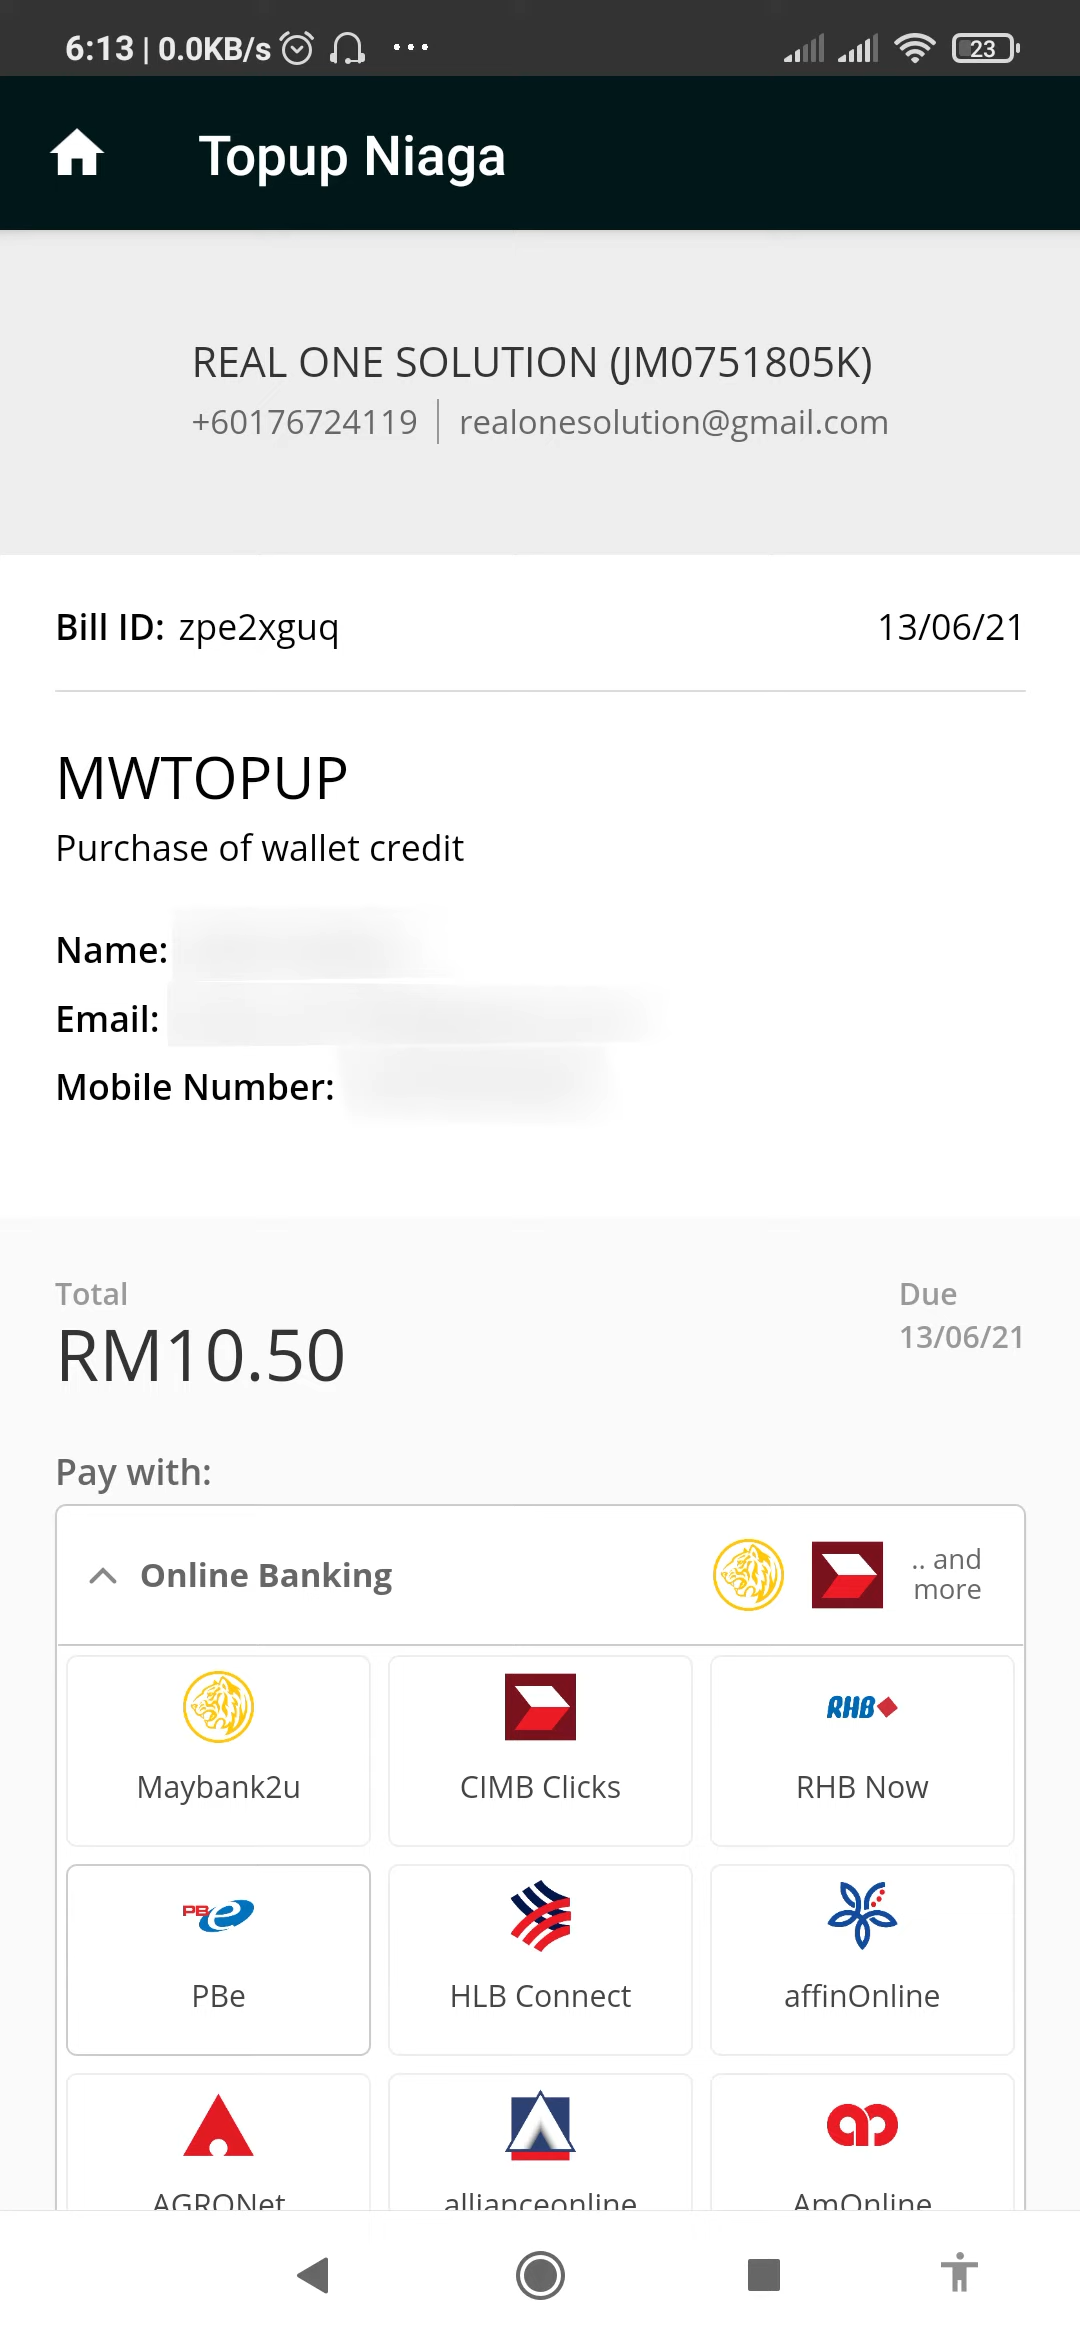 6:13 | 0.0KB/s ... 23
Topup Niaga
REAL ONE SOLUTION (JM0751805K)
+60176724119 | realonesolution@gmail.com
Bill ID: zpe2xguq 13/06/21
MWTOPUP
Purchase of wallet credit
Name:
Email:
Mobile Number:
Total Due
RM10.50 13/06/21
Pay with:
Online Banking .. and
more
Maybank2u CIMB Clicks RHB Now
RHB
PB e
PBe HLB Connect affinOnline
AGRONet allianceonline AmOnline